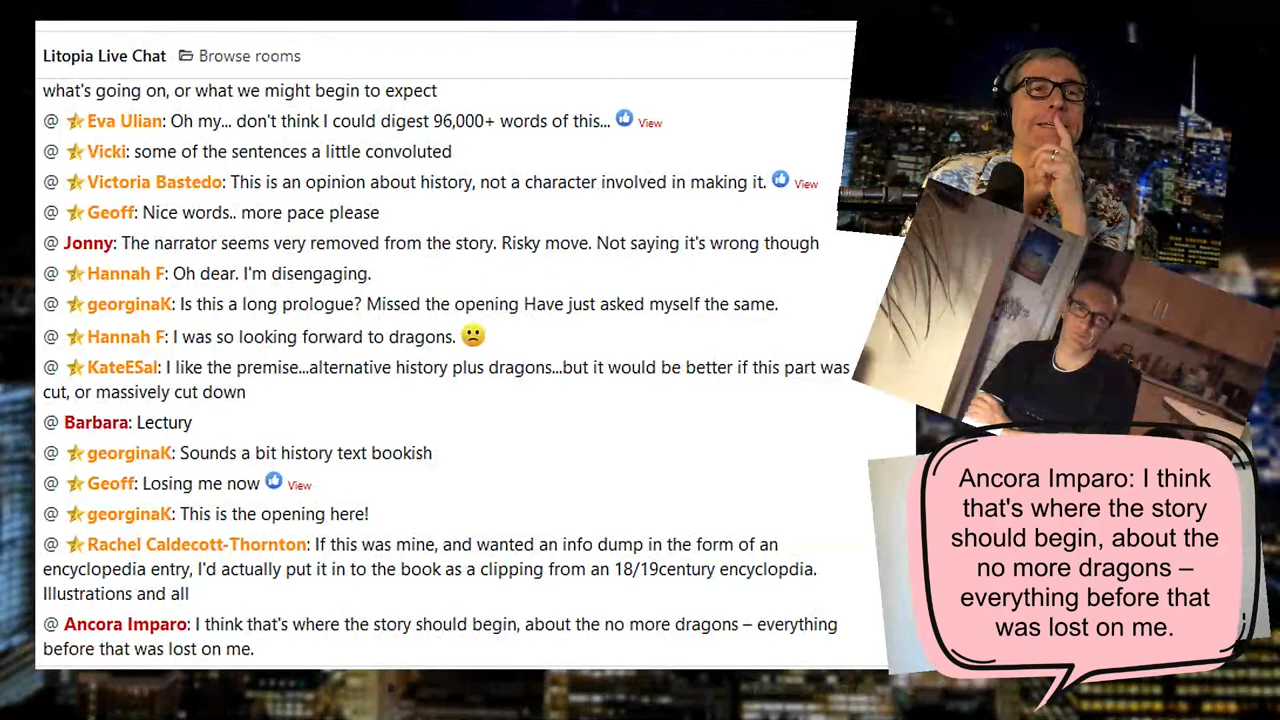 Litopia Live Chat Browse rooms
what's going on, or what we might begin to expect
@ Eva Ulian: Oh my... don't think I could digest 96,000+ words of this... View
@ Vicki: some of the sentences a little convoluted
@ Victoria Bastedo: This is an opinion about history, not a character involved in making it. View
@ Geoff: Nice words.. more pace please
@ Jonny: The narrator seems very removed from the story. Risky move. Not saying it's wrong though
@ Hannah F: Oh dear. I'm disengaging.
@ georginaK: Is this a long prologue? Missed the opening Have just asked myself the same.
@ Hannah F: I was so looking forward to dragons.
@ KateESal: I like the premise...alternative history plus dragons...but it would be better if this part was
cut, or massively cut down
@ Barbara: Lectury
@ georginaK: Sounds a bit history text bookish
@ Geoff: Losing me now View
@ georginaK: This is the opening here!
@ Rachel Caldecott-Thornton: If this was mine, and wanted an info dump in the form of an
encyclopedia entry, I'd actually put it in to the book as a clipping from an 18/19century encyclopdia.
Illustrations and all
@ Ancora Imparo: I think that's where the story should begin, about the no more dragons – everything
before that was lost on me.
Ancora Imparo: I think
that's where the story
should begin, about the
no more dragons –
everything before that
was lost on me.